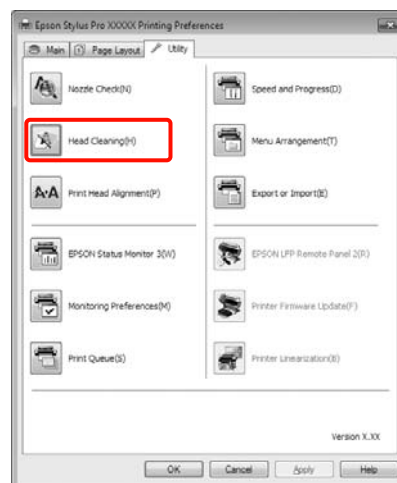 Epson Stylus Pro XXXXX Printing Preferences
Main Page Layout Utility
Nozzle Check(N)
Speed and Progress(D)
Head Cleaning(H)
Menu Arrangement(T)
Print Head Alignment(P)
Export or Import(E)
EPSON Status Monitor 3(W)
EPSON LFP Remote Panel 2(R)
Monitoring Preferences(M)
Printer Firmware Update(F)
Print Queue(S)
Printer Linearization(B)
Version X.XX
OK Cancel Apply Help